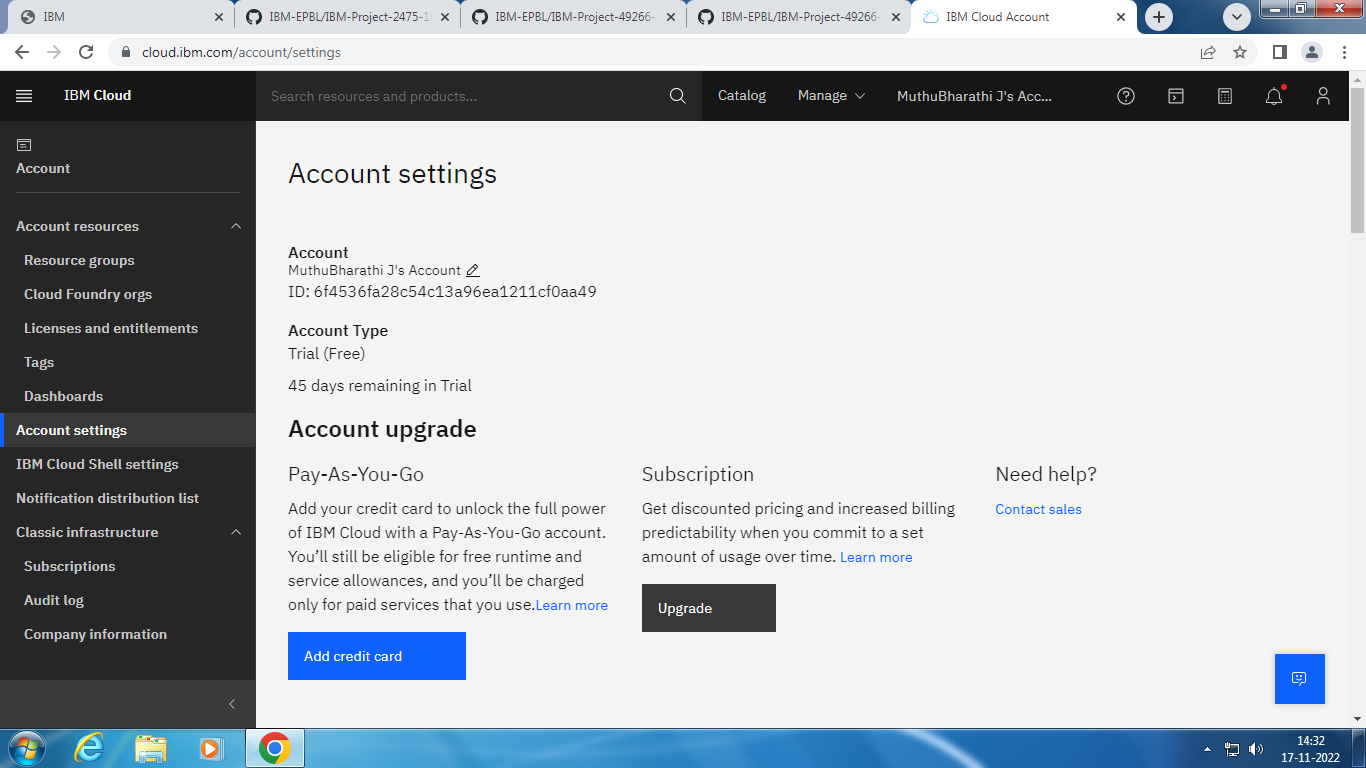 IBM
IBM-EPBL/IBM-Project-2475-1
IBM-EPBL/IBM-Project-49266-
IBM-EPBL/IBM-Project-49266-
IBM Cloud Account
cloud.ibm.com/account/settings
IBM Cloud
Search resources and products...
Catalog
Manage
MuthuBharathi J's Acc...
Account
Account resources
Resource groups
Cloud Foundry orgs
Licenses and entitlements
Tags
Dashboards
Account settings
IBM Cloud Shell settings
Notification distribution list
Classic infrastructure
Subscriptions
Audit log
Company information
Account settings
Account
MuthuBharathi J's Account
ID: 6f4536fa28c54c13a96ea1211cf0aa49
Account Type
Trial (Free)
45 days remaining in Trial
Account upgrade
Pay-As-You-Go
Add your credit card to unlock the full power
of IBM Cloud with a Pay-As-You-Go account.
You’ll still be eligible for free runtime and
service allowances, and you’ll be charged
only for paid services that you use.Learn more
Add credit card
Subscription
Get discounted pricing and increased billing
predictability when you commit to a set
amount of usage over time. Learn more
Upgrade
Need help?
Contact sales
14:32
17-11-2022